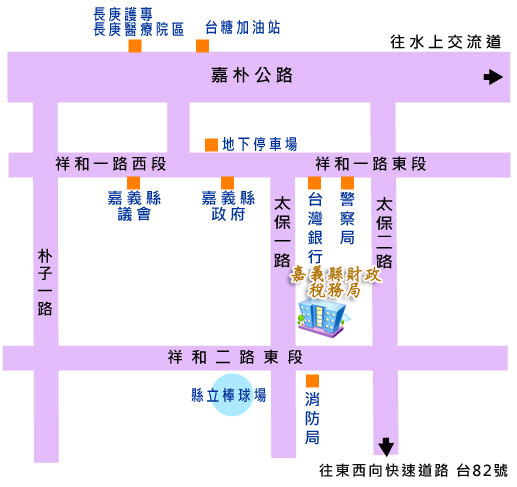 長庚護專
長庚醫療院區
台糖加油站
往水上交流道
嘉朴公路
地下停車場
祥和一路西段
祥和一路東段
嘉義縣
議會
嘉義縣
政府
太保一路
台灣銀行
警察局
太保二路
朴子一路
嘉義縣財政
稅務局
祥和二路東段
縣立棒球場
消防局
往東西向快速道路 台82號